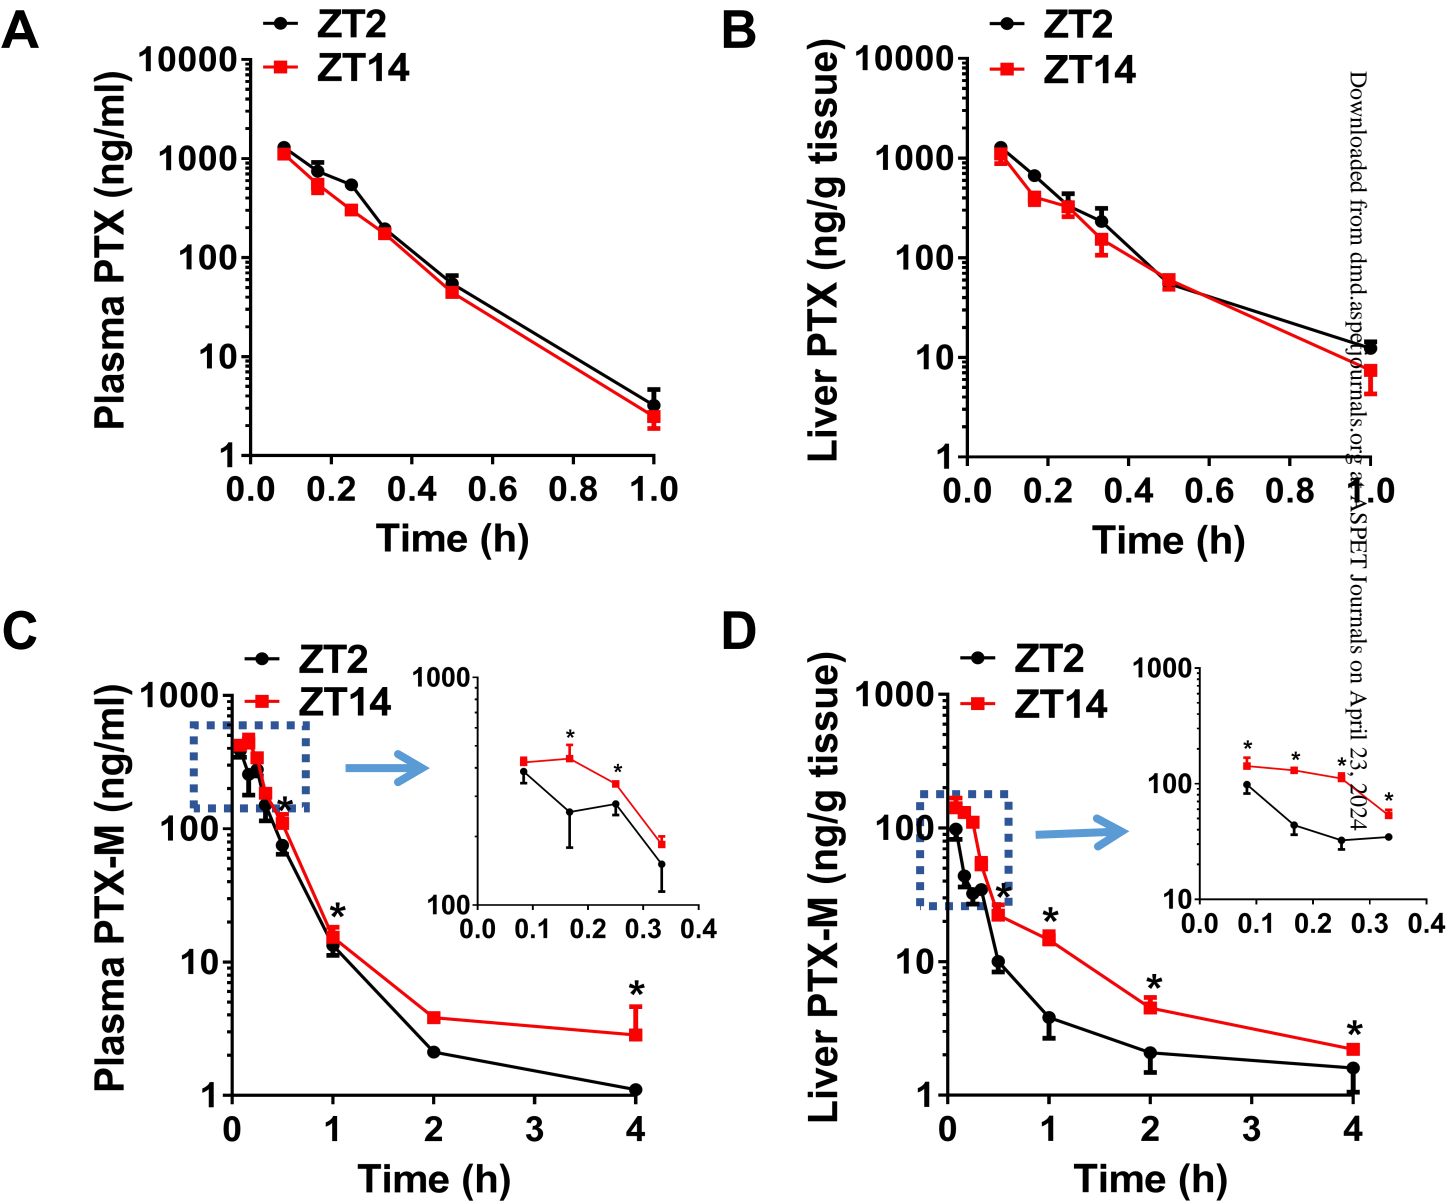 A
ZT2
ZT14
Plasma PTX (ng/ml)
10000
1000
100
10
1
0.0 0.2 0.4 0.6 0.8 1.0
Time (h)
B
ZT2
ZT14
Liver PTX (ng/g tissue)
10000
1000
100
10
1
0.0 0.2 0.4 0.6 0.8 1.0
Time (h)
C
ZT2
ZT14
Plasma PTX-M (ng/ml)
1000
100
10
1
*
*
*
0 1 2 3 4
Time (h)
1000
100
*
*
0.0 0.1 0.2 0.3 0.4
D
ZT2
ZT14
Liver PTX-M (ng/g tissue)
1000
100
10
1
*
*
*
*
0 1 2 3 4
Time (h)
1000
100
10
*
*
*
*
0.0 0.1 0.2 0.3 0.4
Downloaded from dmd.aspetjournals.org at ASPET Journals on April 23, 2024